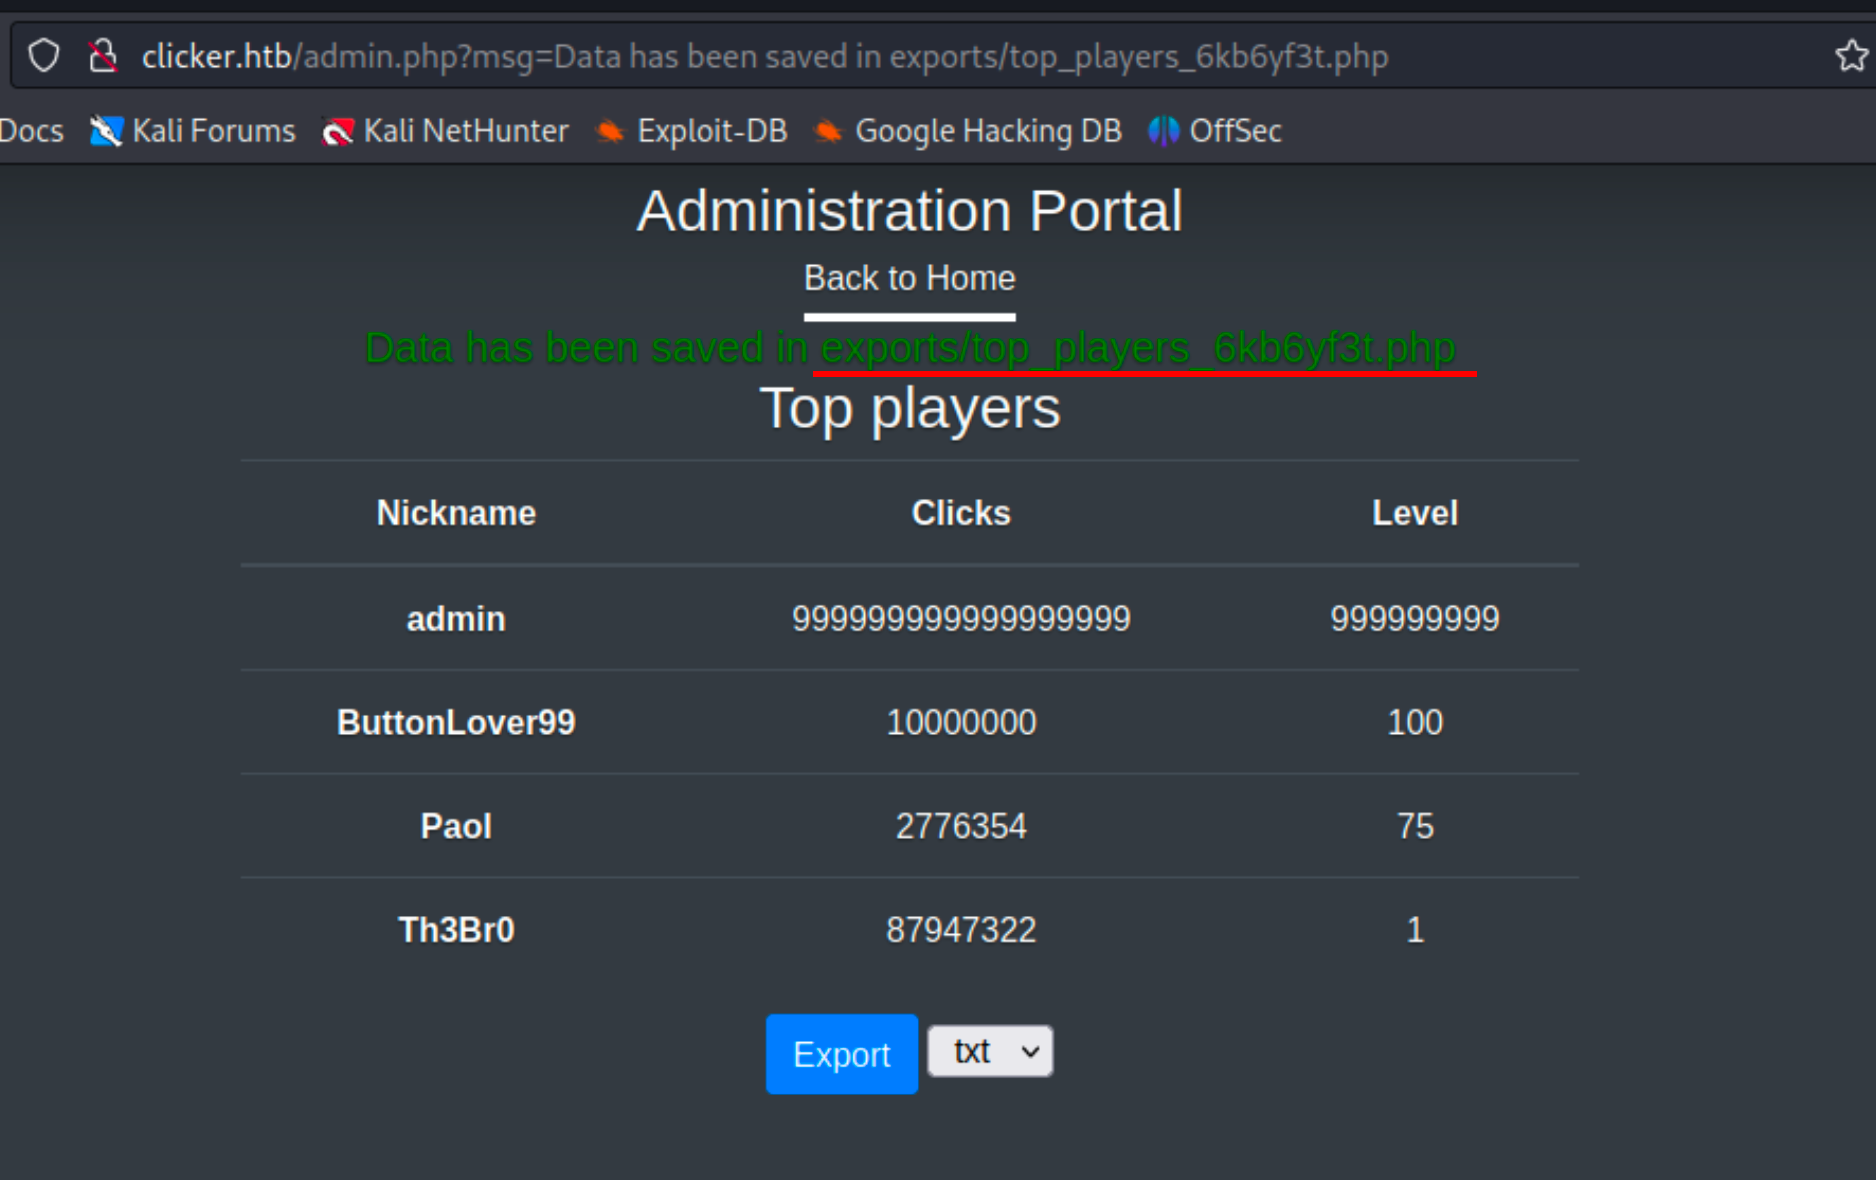 clicker.htb/admin.php?msg=Data has been saved in exports/top_players_6kb6yf3t.php
Docs Kali Forums Kali NetHunter Exploit-DB Google Hacking DB OffSec
Administration Portal
Back to Home
Data has been saved in exports/top_players_6kb6yf3t.php
Top players
Nickname Clicks Level
admin 999999999999999999 999999999
ButtonLover99 10000000 100
Paol 2776354 75
Th3Br0 87947322 1
Export txt